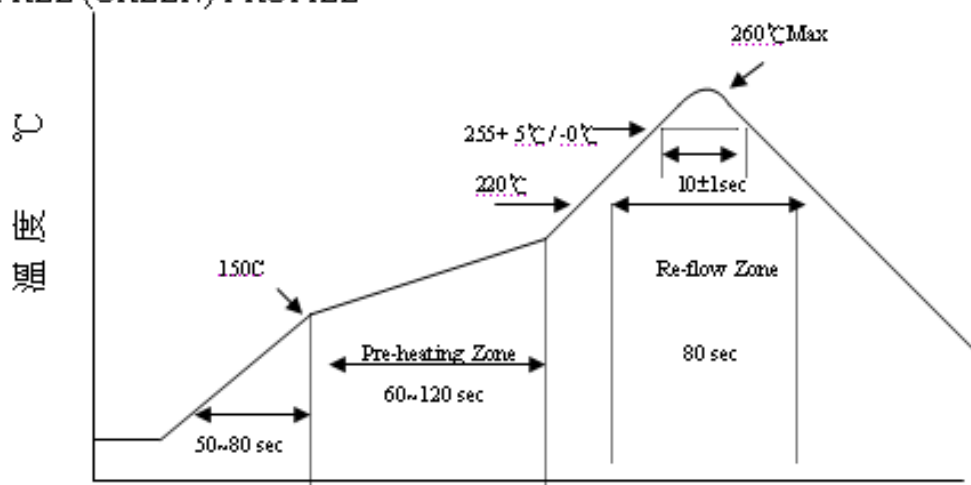 260℃Max
255+ 5℃/-0℃
10±1sec
220℃
150C
Re-flow Zone
Pre-heating Zone
80 sec
60~120 sec
50~80 sec
温度 ℃